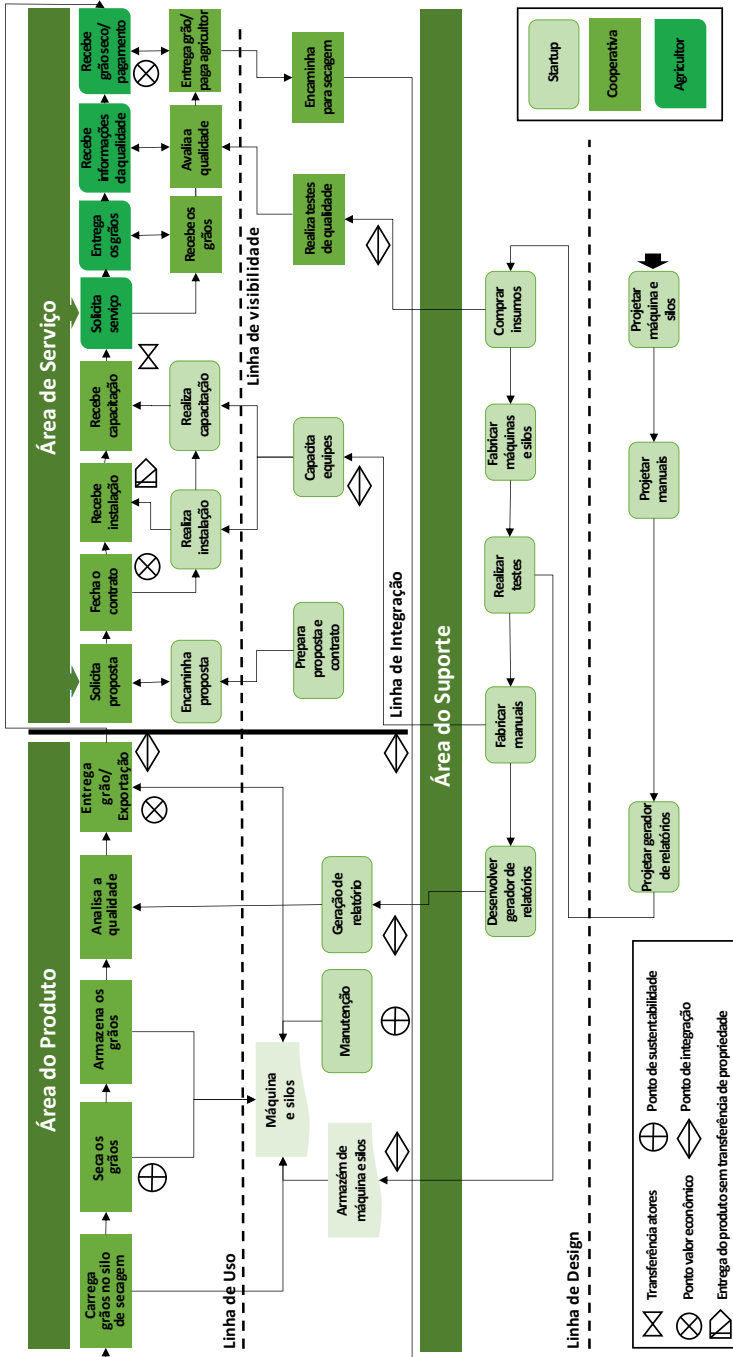 Área do Produto
Área de Serviço
Carrega
grãos no silo
de secagem
Seca os
grãos
Armazena os
grãos
Analisa a
qualidade
Entrega
grão/
Exportação
Solicita
proposta
Fecha o
contrato
Recebe
instalação
Recebe
capacitação
Solicita
serviço
Entrega
os grãos
Recebe
informações
da qualidade
Recebe
grão seco/
pagamento
Encaminha
proposta
Realiza
instalação
Realiza
capacitação
Recebe os
grãos
Avalia a
qualidade
Entrega grão/
paga agricultor
Linha de Uso
Linha de visibilidade
Máquina
e silos
Armazém de
máquina e silos
Manutenção
Geração de
relatório
Prepara
proposta e
contrato
Capacita
equipes
Realiza testes
de qualidade
Encaminha
para secagem
Linha de Integração
Área do Suporte
Desenvolver
gerador de
relatórios
Fabricar
manuais
Realizar
testes
Fabricar
máquinas
e silos
Comprar
insumos
Linha de Design
Projetar gerador
de relatórios
Projetar
manuais
Projetar
máquina e
silos
Startup
Cooperativa
Agricultor
Transferência atores
Ponto de sustentabilidade
Ponto valor econômico
Ponto de integração
Entrega do produto sem transferência de propriedade